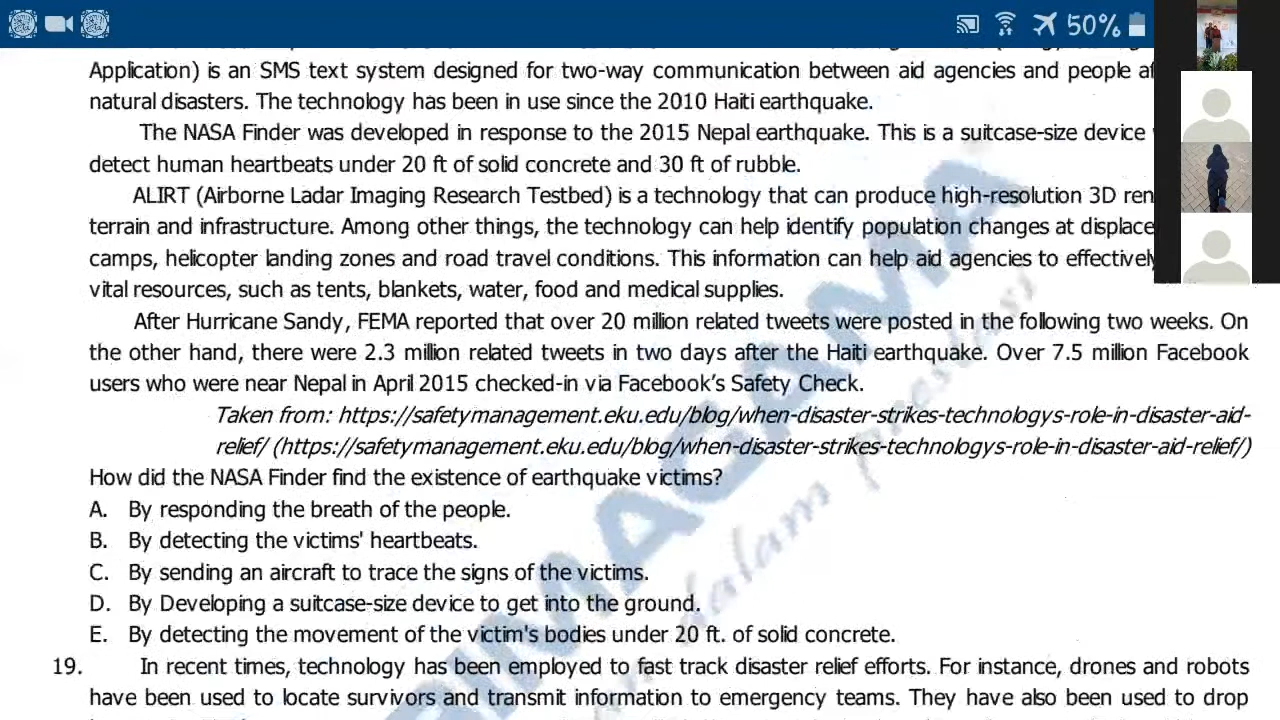 50%
Application) is an SMS text system designed for two-way communication between aid agencies and people
natural disasters. The technology has been in use since the 2010 Haiti earthquake.
The NASA Finder was developed in response to the 2015 Nepal earthquake. This is a suitcase-size device
detect human heartbeats under 20 ft of solid concrete and 30 ft of rubble.
ALIRT (Airborne Ladar Imaging Research Testbed) is a technology that can produce high-resolution 3D
terrain and infrastructure. Among other things, the technology can help identify population changes at
camps, helicopter landing zones and road travel conditions. This information can help aid agencies to effectively
vital resources, such as tents, blankets, water, food and medical supplies.
After Hurricane Sandy, FEMA reported that over 20 million related tweets were posted in the following two weeks. On
the other hand, there were 2.3 million related tweets in two days after the Haiti earthquake. Over 7.5 million Facebook
users who were near Nepal in April 2015 checked-in via Facebook's Safety Check.
Taken from: https://safetymanagement.eku.edu/blog/when-disaster-strikes-technologys-role-in-disaster-aid-
relief/ (https://safetymanagement.eku.edu/blog/when-disaster-strikes-technologys-role-in-disaster-aid-relief/)
How did the NASA Finder find the existence of earthquake victims?
A. By responding the breath of the people.
B. By detecting the victims' heartbeats.
C. By sending an aircraft to trace the signs of the victims.
D. By Developing a suitcase-size device to get into the ground.
E. By detecting the movement of the victim's bodies under 20 ft. of solid concrete.
19. In recent times, technology has been employed to fast track disaster relief efforts. For instance, drones and robots
have been used to locate survivors and transmit information to emergency teams. They have also been used to drop